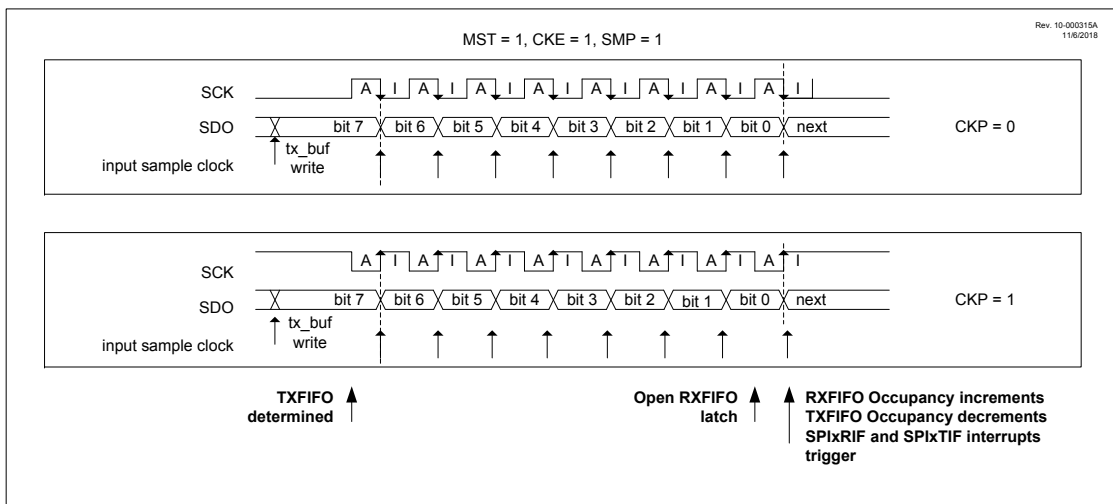 Rev. 10-000315A
11/6/2018
MST = 1, CKE = 1, SMP = 1
SCK
A I A I A I A I A I A I A I A I
SDO
bit 7 bit 6 bit 5 bit 4 bit 3 bit 2 bit 1 bit 0 next
CKP = 0
tx_buf
write
input sample clock
SCK
A I A I A I A I A I A I A I A I
SDO
bit 7 bit 6 bit 5 bit 4 bit 3 bit 2 bit 1 bit 0 next
CKP = 1
tx_buf
write
input sample clock
TXFIFO
determined
Open RXFIFO
latch
RXFIFO Occupancy increments
TXFIFO Occupancy decrements
SPIxRIF and SPIxTIF interrupts
trigger